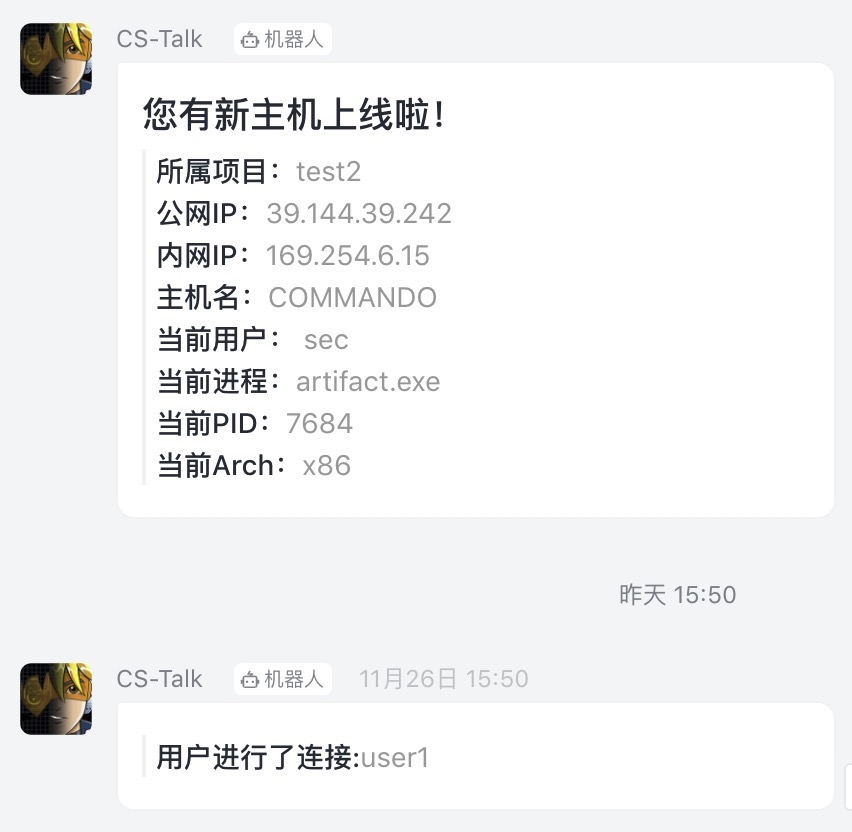 CS-Talk 机器人
您有新主机上线啦！
所属项目： test2
公网IP： 39.144.39.242
内网IP： 169.254.6.15
主机名： COMMANDO
当前用户： sec
当前进程： artifact.exe
当前PID： 7684
当前Arch： x86
昨天 15:50
CS-Talk 机器人 11月26日 15:50
用户进行了连接:user1